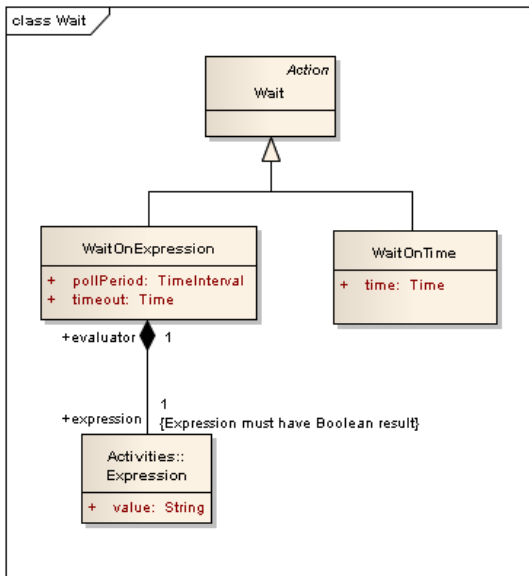 class Wait
Action
Wait
WaitOnExpression
+ pollPeriod: TimeInterval
+ timeout: Time
WaitOnTime
+ time: Time
+evaluator 1
1
+expression {Expression must have Boolean result}
Activities::
Expression
+ value: String